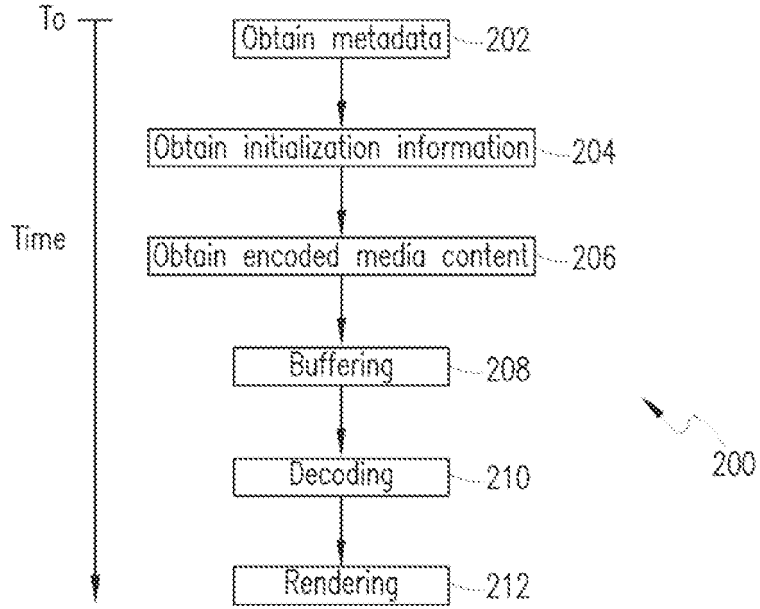 To
Obtain metadata 202
Obtain initialization information 204
Time
Obtain encoded media content 206
Buffering 208
200
Decoding 210
Rendering 212